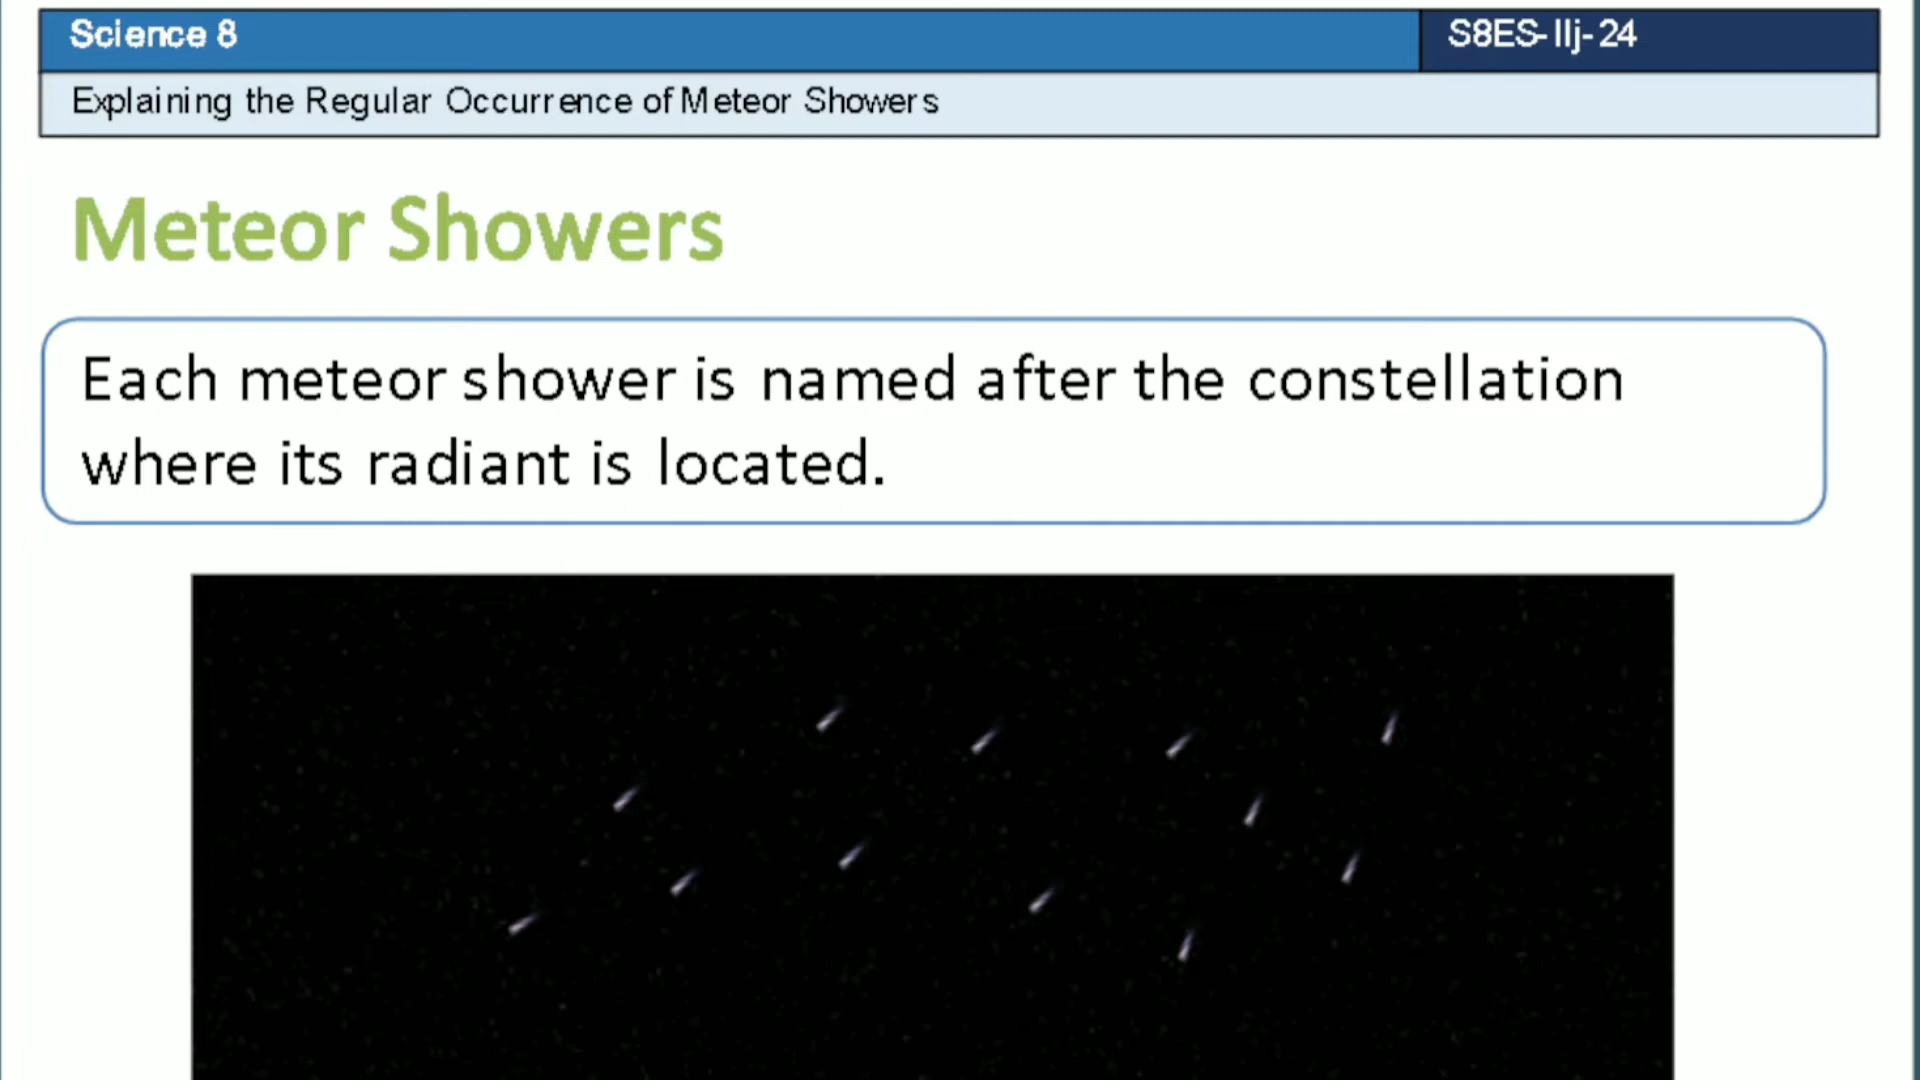 Science 8
S8ES-IIj-24
Explaining the Regular Occurrence of Meteor Showers
Meteor Showers
Each meteor shower is named after the constellation
where its radiant is located.